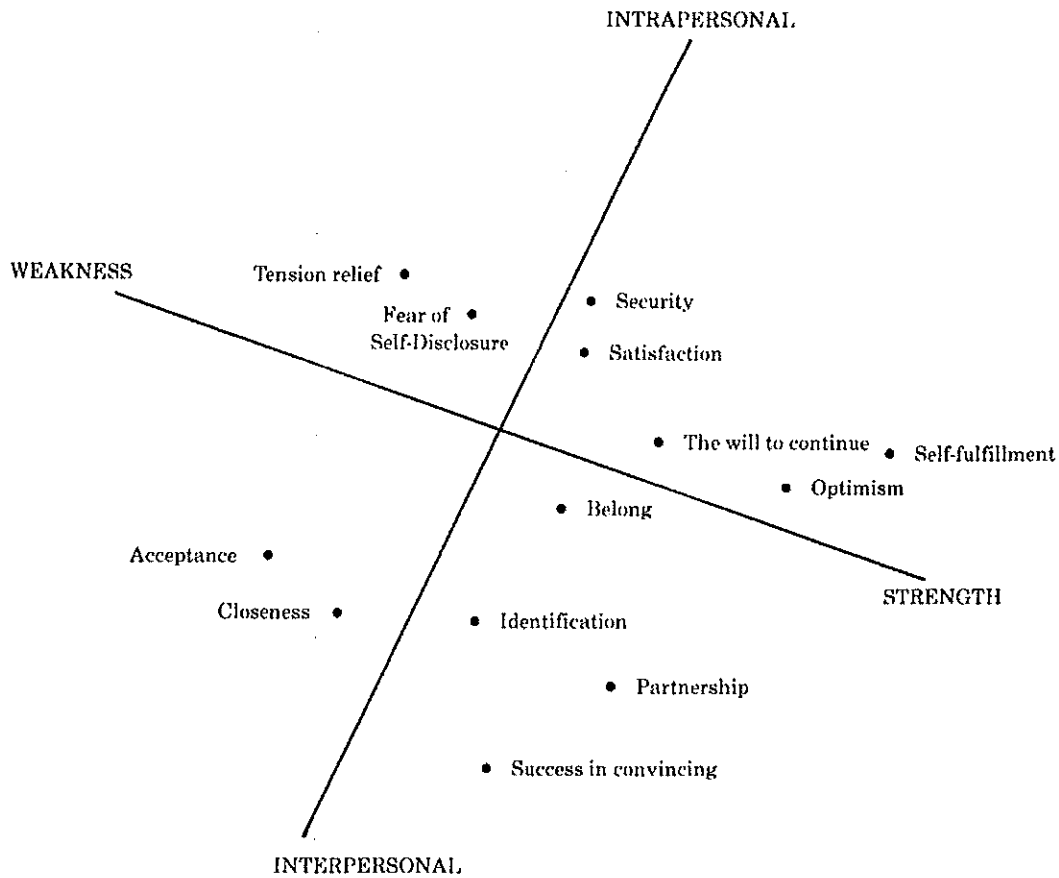 INTRAPERSONAL
WEAKNESS
Tension relief
Security
Fear of
Self-Disclosure
Satisfaction
The will to continue
Self-fulfillment
Optimism
Belong
Acceptance
STRENGTH
Closeness
Identification
Partnership
Success in convincing
INTERPERSONAL